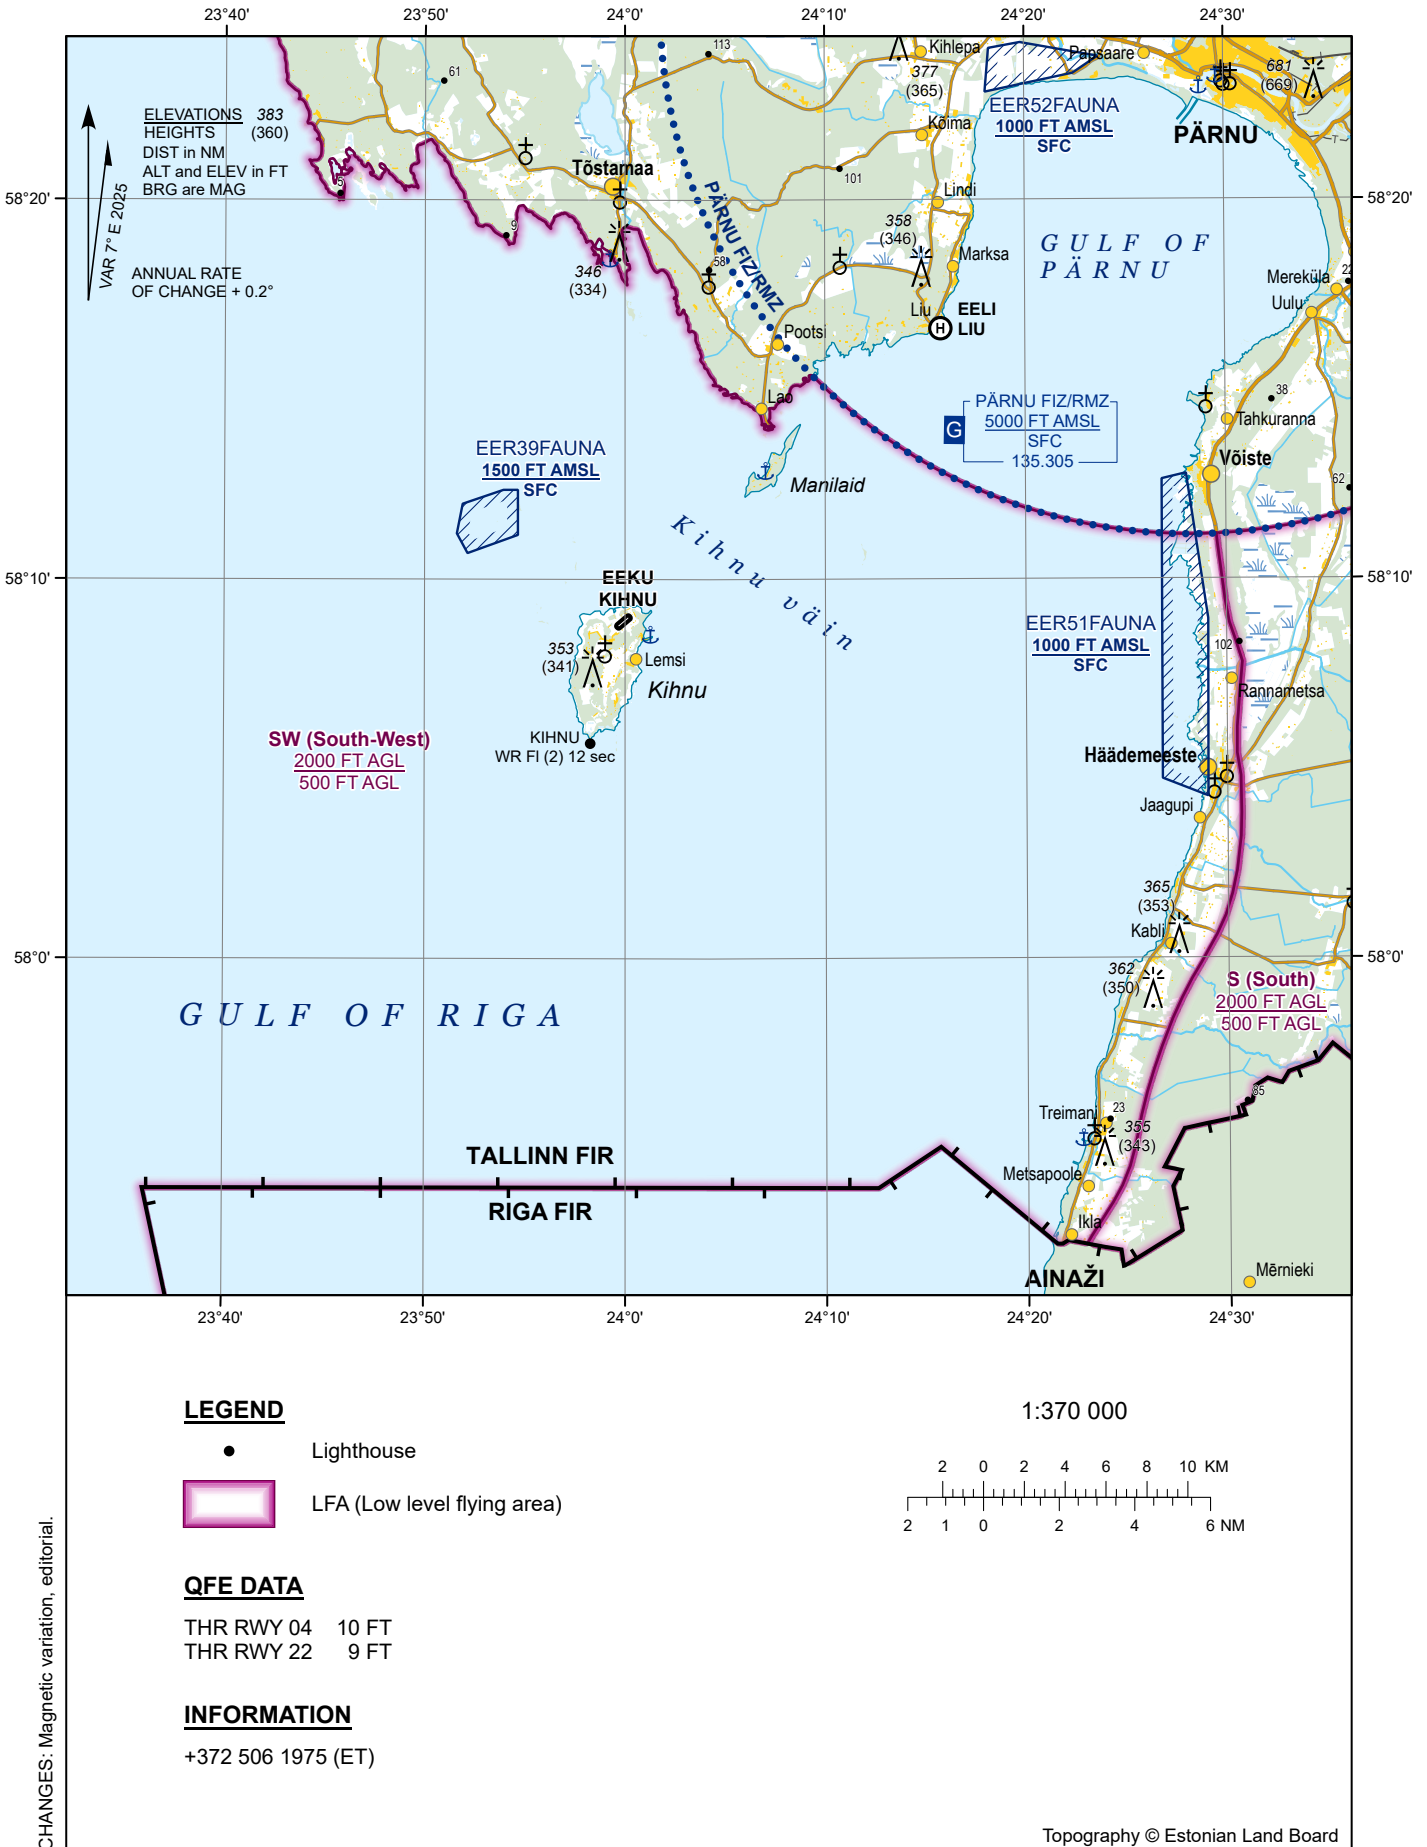 23°40'
23°50'
24°0'
24°10'
24°20'
24°30'
ELEVATIONS 383
HEIGHTS (360)
DIST in NM
ALT and ELEV in FT
BRG are MAG
VAR 7° E 2025
ANNUAL RATE
OF CHANGE + 0.2°
61
113
Kihlepa
377
(365)
Papsaare
681
(669)
EER52FAUNA
1000 FT AMSL
SFC
PÄRNU
Kõima
Tõstamaa
101
58°20'
58°20'
5
9
Lindi
PÄRNU FIZ/RMZ
358
(346)
Marksa
GULF OF
PÄRNU
346
(334)
58
Mereküla
22
Uulu
Liu
EELI
LIU
H
Pootsi
Lao
PÄRNU FIZ/RMZ
5000 FT AMSL
SFC
135.305
G
38
Tahkuranna
EER39FAUNA
1500 FT AMSL
SFC
Võiste
62
Manilaid
Kihnu väin
58°10'
58°10'
EEKU
KIHNU
353
(341)
Lemsi
Kihnu
EER51FAUNA
1000 FT AMSL
SFC
102
Rannametsa
KIHNU
WR Fl (2) 12 sec
SW (South-West)
2000 FT AGL
500 FT AGL
Häädemeeste
Jaagupi
365
(353)
Kabli
58°0'
58°0'
362
(350)
S (South)
2000 FT AGL
500 FT AGL
GULF OF RIGA
85
Treimani
23
355
(343)
TALLINN FIR
RIGA FIR
Metsapoole
Ikla
AINAŽI
Mērnieki
23°40'
23°50'
24°0'
24°10'
24°20'
24°30'
LEGEND
Lighthouse
LFA (Low level flying area)
1:370 000
2 0 2 4 6 8 10 KM
2 1 0 2 4 6 NM
QFE DATA
THR RWY 04 10 FT
THR RWY 22 9 FT
INFORMATION
+372 506 1975 (ET)
CHANGES: Magnetic variation, editorial.
Topography © Estonian Land Board